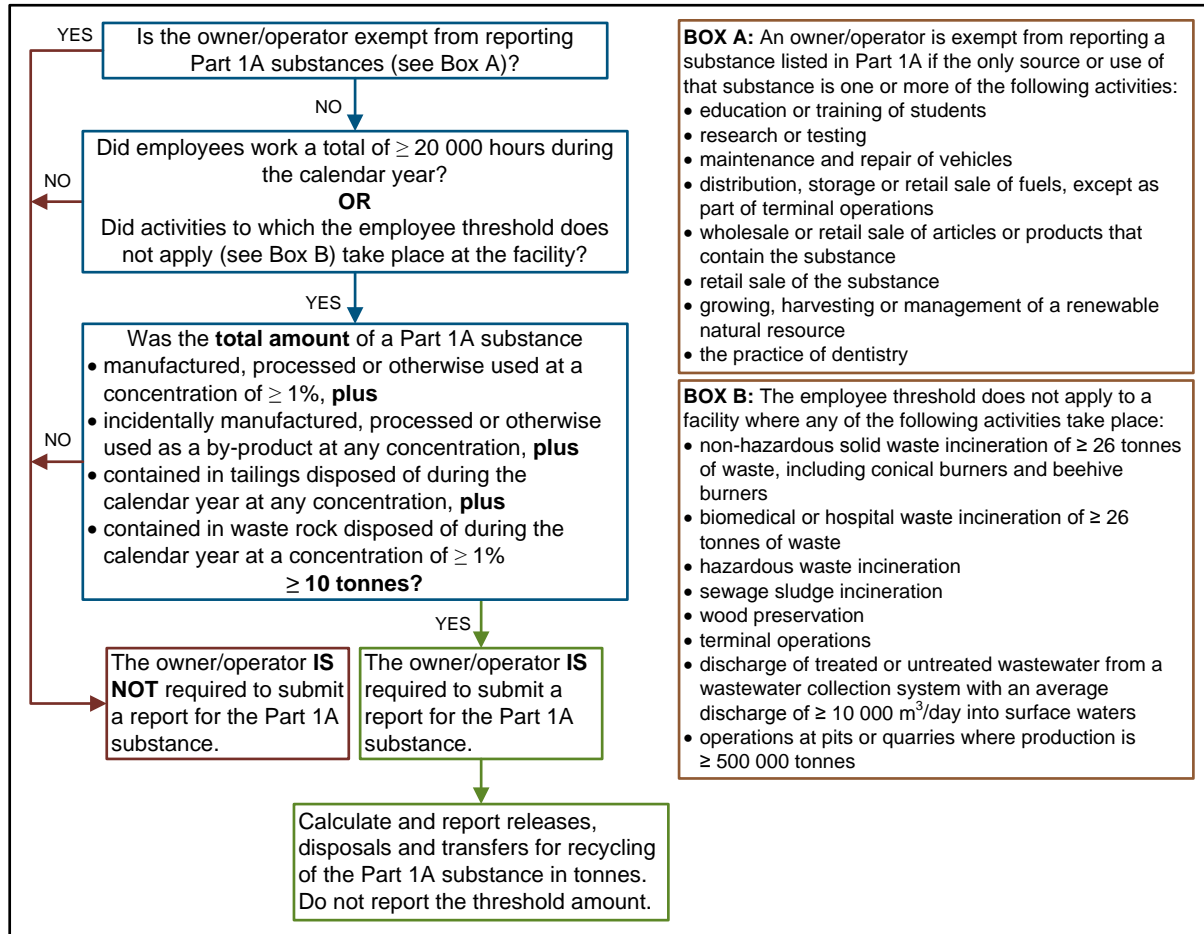 YES
Is the owner/operator exempt from reporting
Part 1A substances (see Box A)?
NO
Did employees work a total of ≥ 20 000 hours during
the calendar year?
OR
Did activities to which the employee threshold does
not apply (see Box B) take place at the facility?
NO
YES
Was the total amount of a Part 1A substance
• manufactured, processed or otherwise used at a
concentration of ≥ 1%, plus
• incidentally manufactured, processed or otherwise
used as a by-product at any concentration, plus
• contained in tailings disposed of during the
calendar year at any concentration, plus
• contained in waste rock disposed of during the
calendar year at a concentration of ≥ 1%
≥ 10 tonnes?
NO
YES
The owner/operator IS
NOT required to submit
a report for the Part 1A
substance.
The owner/operator IS
required to submit a
report for the Part 1A
substance.
Calculate and report releases,
disposals and transfers for recycling
of the Part 1A substance in tonnes.
Do not report the threshold amount.
BOX A: An owner/operator is exempt from reporting a
substance listed in Part 1A if the only source or use of
that substance is one or more of the following activities:
• education or training of students
• research or testing
• maintenance and repair of vehicles
• distribution, storage or retail sale of fuels, except as
part of terminal operations
• wholesale or retail sale of articles or products that
contain the substance
• retail sale of the substance
• growing, harvesting or management of a renewable
natural resource
• the practice of dentistry
BOX B: The employee threshold does not apply to a
facility where any of the following activities take place:
• non-hazardous solid waste incineration of ≥ 26 tonnes
of waste, including conical burners and beehive
burners
• biomedical or hospital waste incineration of ≥ 26
tonnes of waste
• hazardous waste incineration
• sewage sludge incineration
• wood preservation
• terminal operations
• discharge of treated or untreated wastewater from a
wastewater collection system with an average
discharge of ≥ 10 000 m³/day into surface waters
• operations at pits or quarries where production is
≥ 500 000 tonnes